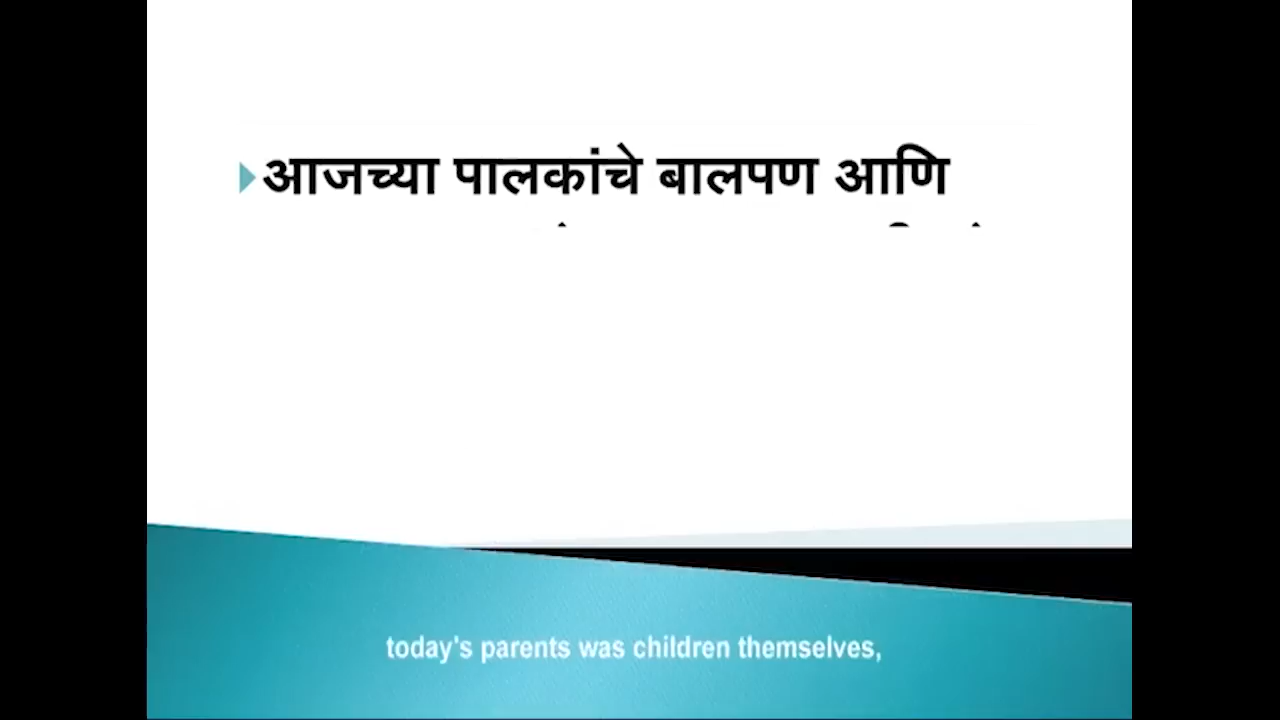 आजच्या पालकांचे बालपण आणि
today's parents was children themselves,